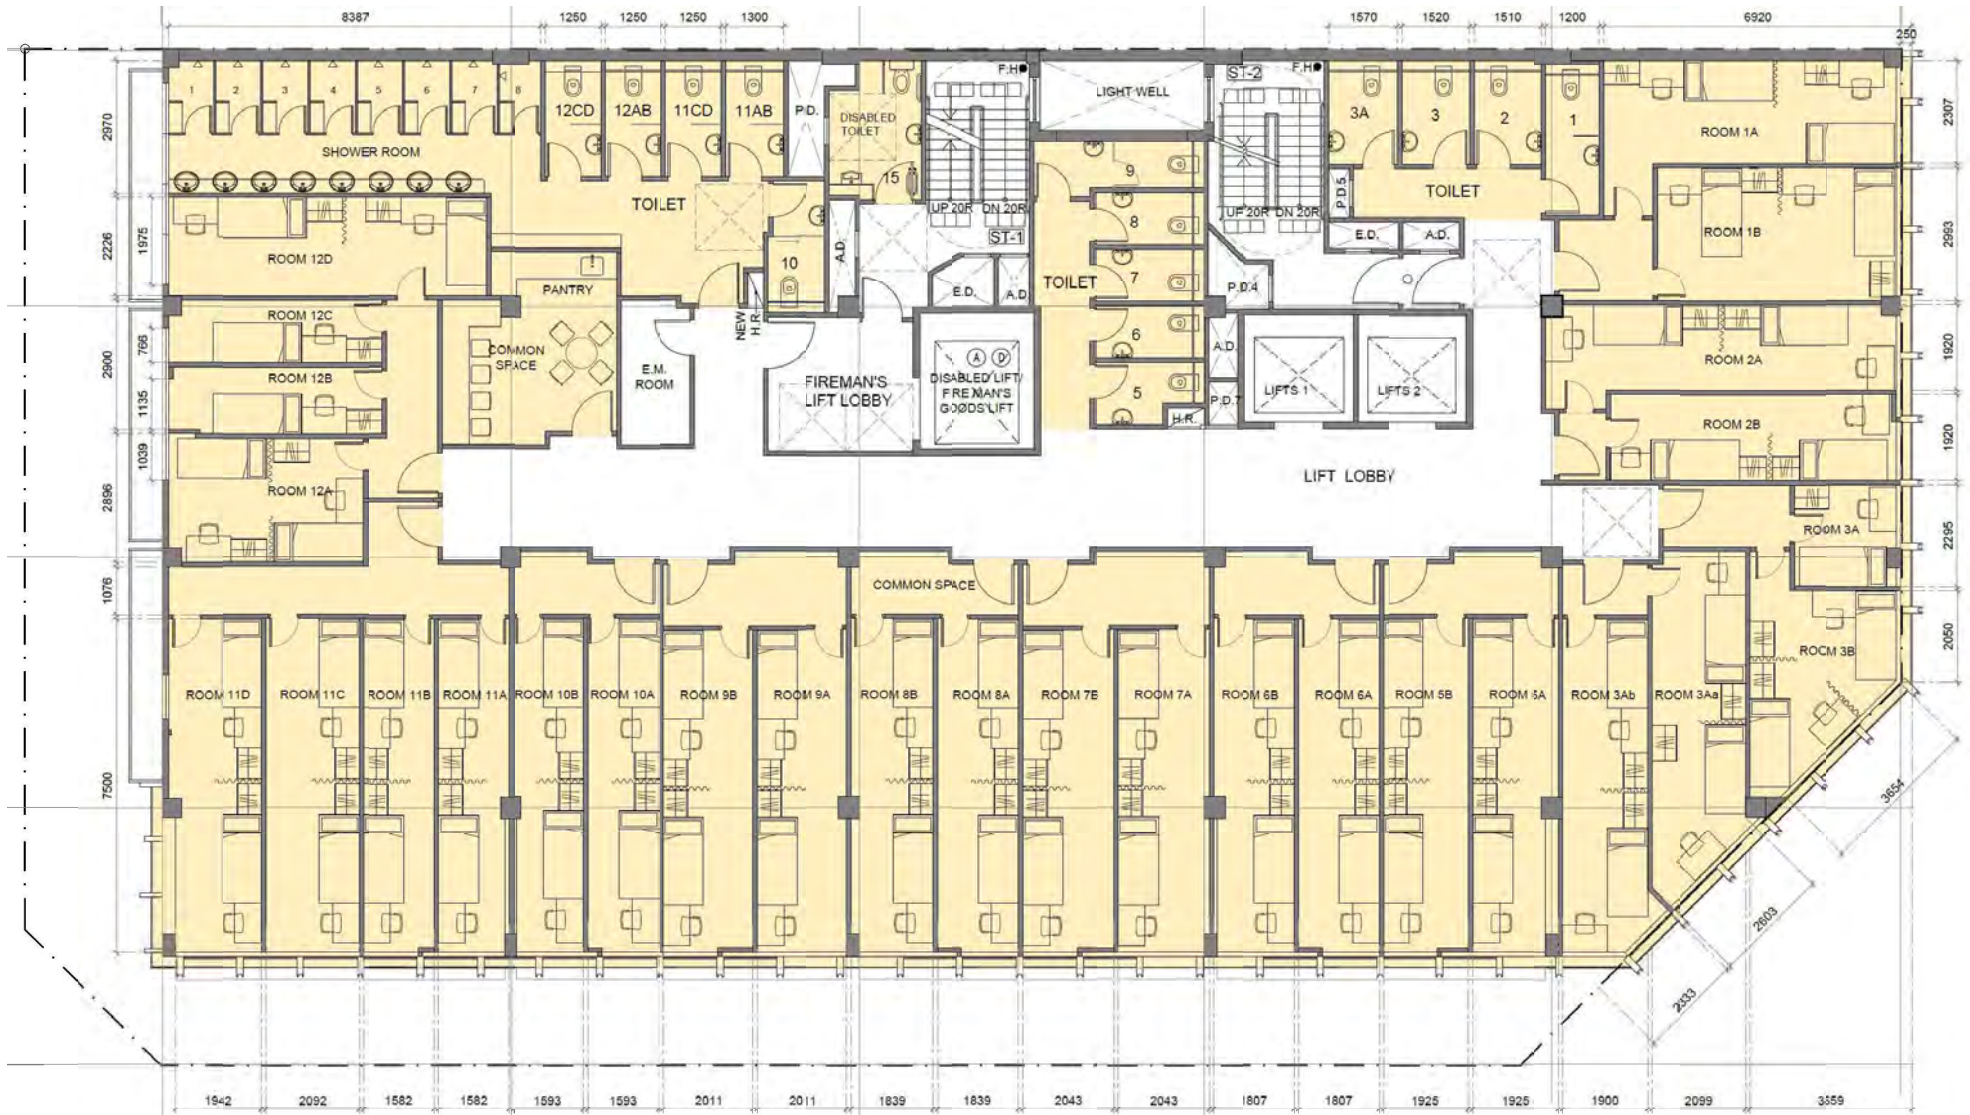 8387 1250 1250 1250 1300 1570 1520 1510 1200 6920
250
1 2 3 4 5 6 7 8
12CD 12AB 11CD 11AB
P.D.
DISABLED
TOILET
15
F.H
LIGHT WELL
ST-2
F.H
3A 3 2 1
ROOM 1A
2307
2970
SHOWER ROOM
TOILET
UP 20R DN 20R
ST-1
9
8
7
6
5
TOILET
UP 20R DN 20R
P.D.5
TOILET
E.D. A.D.
ROOM 1B
2993
2226
1975
ROOM 12D
PANTRY
10
A.D.
E.D. A.D.
P.D.4
NEW
H.R.
ROOM 12C
766
2900
COMMON
SPACE
E.M.
ROOM
FIREMAN'S
LIFT LOBBY
A D
DISABLED LIFT/
FIREMAN'S
GOODS LIFT
A.D.
P.D.7
H.R.
LIFTS 1
LIFTS 2
ROOM 2A
1920
ROOM 12B
1135
ROOM 2B
1920
1039
LIFT LOBBY
ROOM 12A
2896
ROOM 3A
2295
1076
COMMON SPACE
2050
ROOM 3B
ROOM 11D ROOM 11C ROOM 11B ROOM 11A ROOM 10B ROOM 10A ROOM 9B ROOM 9A ROOM 8B ROOM 8A ROOM 7B ROOM 7A ROOM 6B ROOM 6A ROOM 5B ROOM 5A ROOM 3Ab ROOM 3Aa
7500
3654
2603
2333
1942 2092 1582 1582 1593 1593 2011 2011 1839 1839 2043 2043 1807 1807 1925 1925 1900 2099 3359